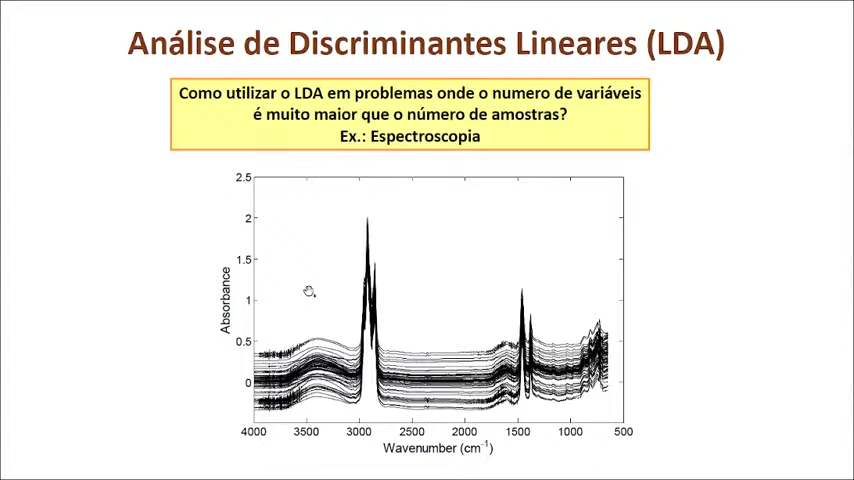 Análise de Discriminantes Lineares (LDA)
Como utilizar o LDA em problemas onde o numero de variáveis
é muito maior que o número de amostras?
Ex.: Espectroscopia
2.5
2
1.5
1
0.5
0
Absorbance
4000 3500 3000 2500 2000 1500 1000 500
Wavenumber (cm-1)